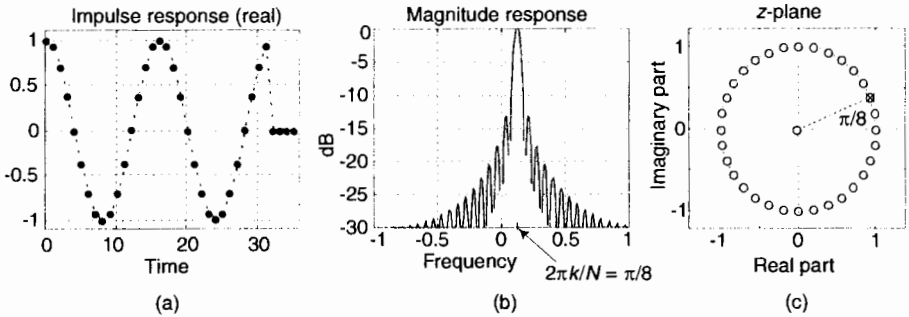 Impulse response (real)
1
0.5
0
-0.5
-1
0
10
20
30
Time
(a)
Magnitude response
0
-5
-10
-15
-20
-25
-30
dB
-1
-0.5
0
0.5
1
Frequency
2πk/N = π/8
(b)
z-plane
1
0
-1
Imaginary part
π/8
-1
0
1
Real part
(c)